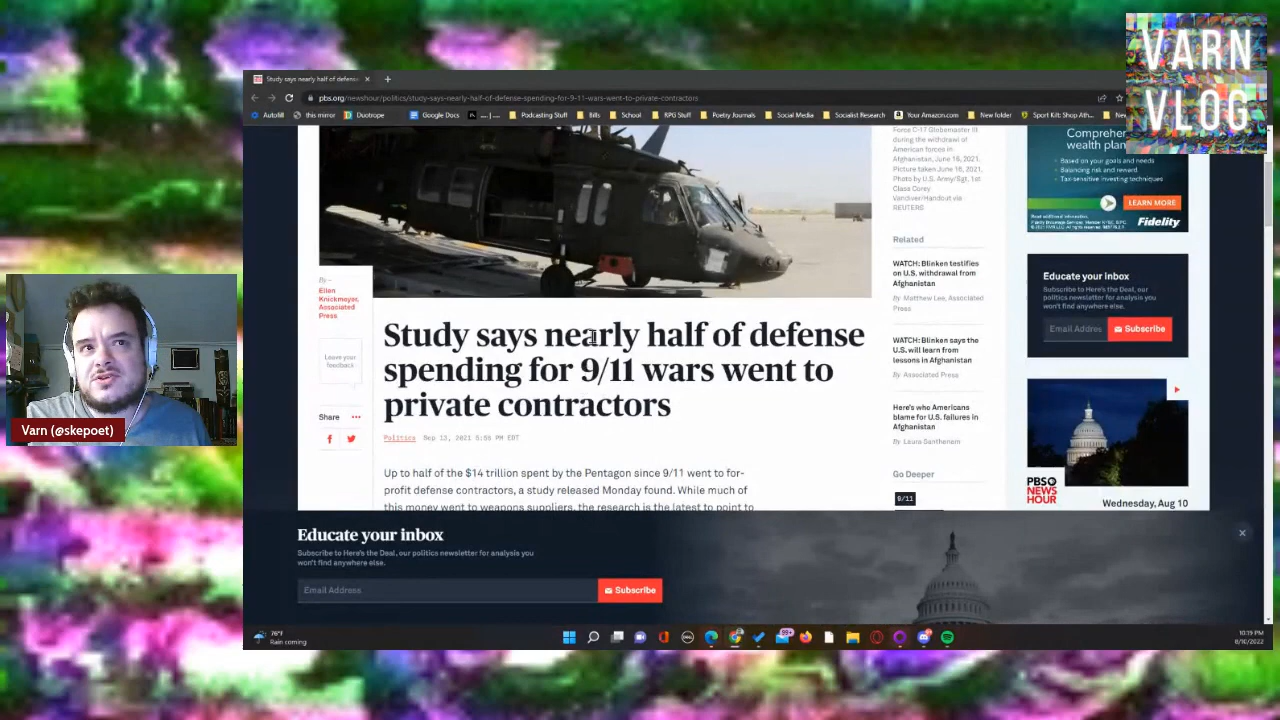 VARN
VLOG
Study says nearly half of defense
pbs.org/newshour/politics/study-says-nearly-half-of-defense-spending-for-9-11-wars-went-to-private-contractors
Autofill
this mirror
Duotrope
Google Docs
Podcasting Stuff
Bills
School
RPG Stuff
Poetry Journals
Social Media
Socialist Research
Your Amazon.com
New folder
Sport Kilt: Shop Alth...
Force C-17 Globemaster III
during the withdrawal of
American forces in
Afghanistan, June 16, 2021.
Picture taken June 16, 2021.
Photo by U.S. Army/Sgt. 1st
Class Corey
Vandiver/Handout via
REUTERS
Comprehen
wealth plan
• Based on your goals and needs
• Balancing risk and reward
• Tax-sensitive investing techniques
LEARN MORE
Fidelity
By —
Ellen
Knickmeyer,
Associated
Press
Leave your
feedback
Share
Study says nearly half of defense
spending for 9/11 wars went to
private contractors
Politics Sep 13, 2021 5:56 PM EDT
Up to half of the $14 trillion spent by the Pentagon since 9/11 went to for-
profit defense contractors, a study released Monday found. While much of
this money went to weapons suppliers, the research is the latest to point to
Related
WATCH: Blinken testifies
on U.S. withdrawal from
Afghanistan
By Matthew Lee, Associated
Press
WATCH: Blinken says the
U.S. will learn from
lessons in Afghanistan
By Associated Press
Here's who Americans
blame for U.S. failures in
Afghanistan
By Laura Santhanam
Go Deeper
9/11
Educate your inbox
Subscribe to Here's the Deal, our
politics newsletter for analysis you
won't find anywhere else.
Email Addres
Subscribe
PBS
NEWS
HOUR
Wednesday, Aug 10
Varn (@skepoet)
Educate your inbox
Subscribe to Here's the Deal, our politics newsletter for analysis you
won't find anywhere else.
Email Address
Subscribe
76°F
Rain coming
99+
10:19 PM
8/10/2022